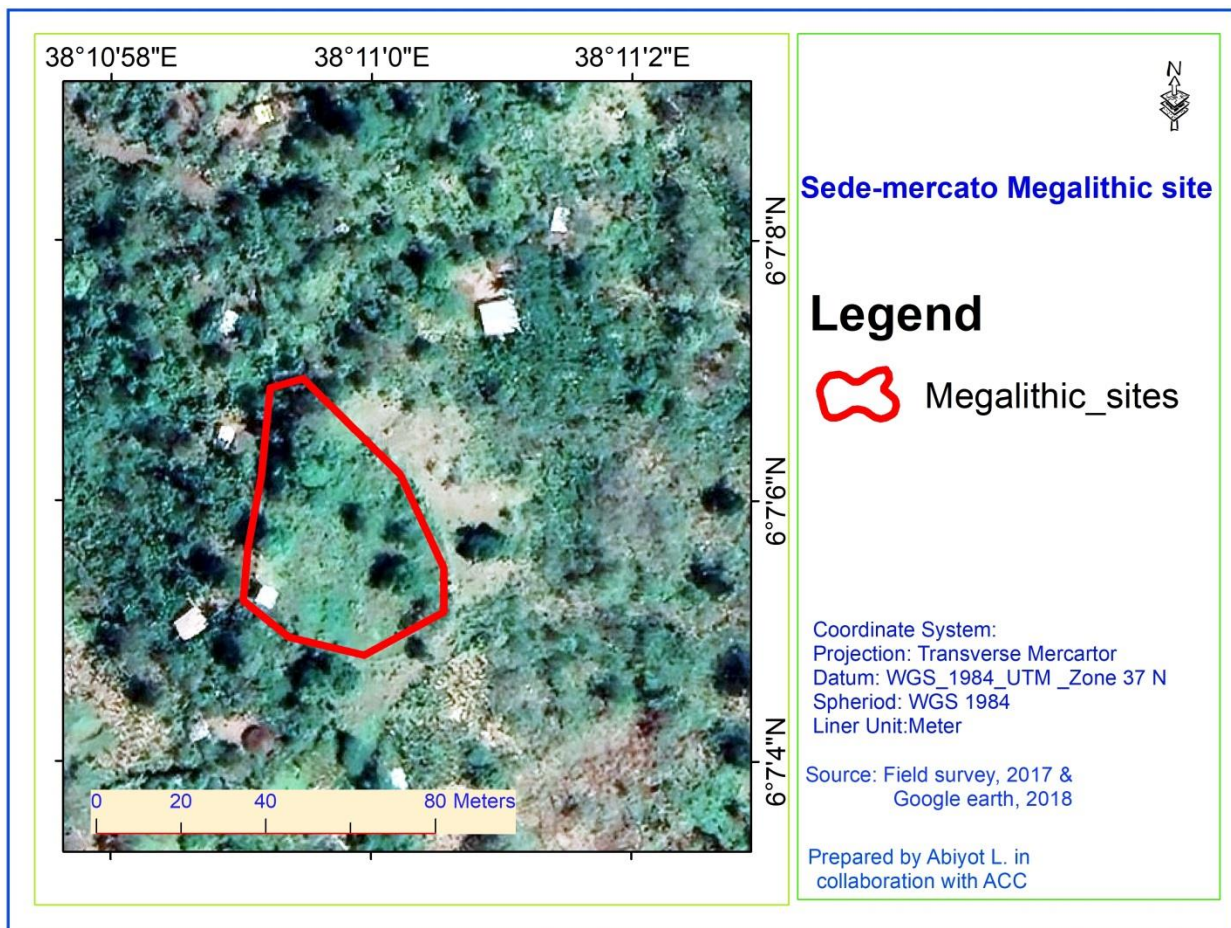 38°10'58"E 38°11'0"E 38°11'2"E
6°7'8"N
6°7'6"N
6°7'4"N
0 20 40 80 Meters
N
Sede-mercato Megalithic site
Legend
Megalithic_sites
Coordinate System:
Projection: Transverse Mercartor
Datum: WGS_1984_UTM _Zone 37 N
Spheriod: WGS 1984
Liner Unit:Meter
Source: Field survey, 2017 &
Google earth, 2018
Prepared by Abiyot L. in
collaboration with ACC